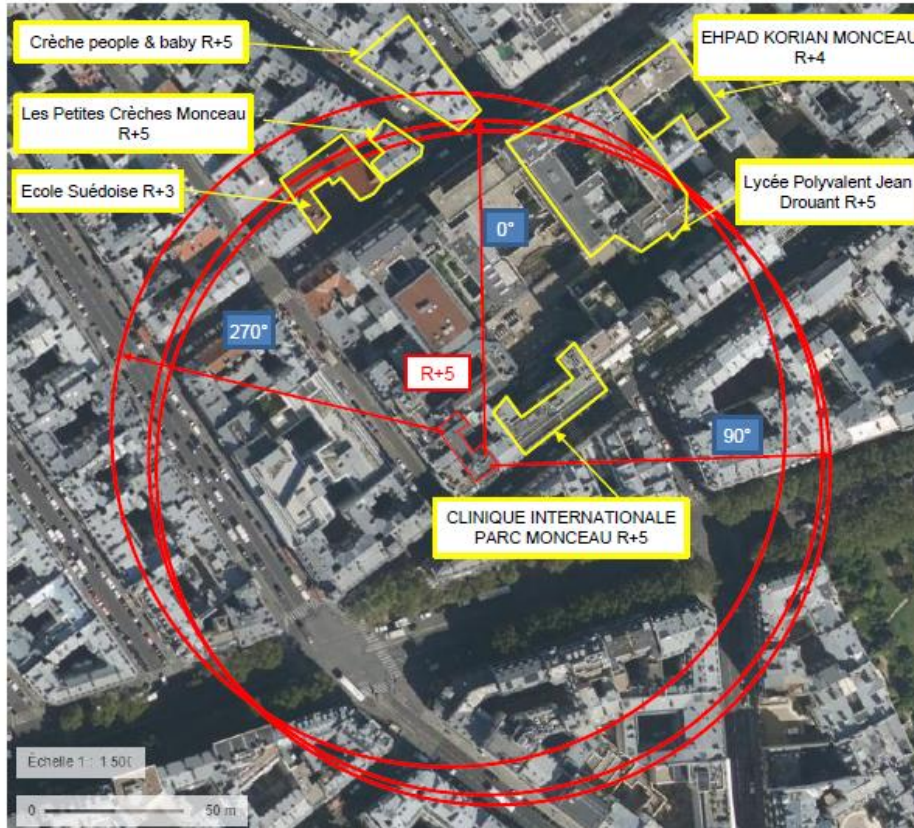 Crèche people & baby R+5
EHPAD KORIAN MONCEAU
R+4
Les Petites Crèches Monceau
R+5
Ecole Suédoise R+3
Lycée Polyvalent Jean
Drouant R+5
0°
270°
R+5
90°
CLINIQUE INTERNATIONALE
PARC MONCEAU R+5
Échelle 1 : 1 500
0 50 m